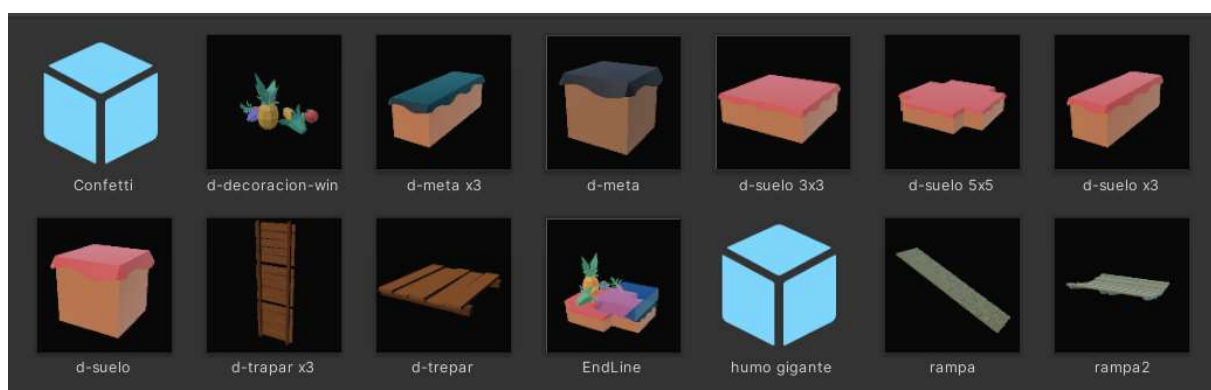 Confetti
d-decoracion-win
d-meta x3
d-meta
d-suelo 3x3
d-suelo 5x5
d-suelo x3
d-suelo
d-trapar x3
d-trepar
EndLine
humo gigante
rampa
rampa2